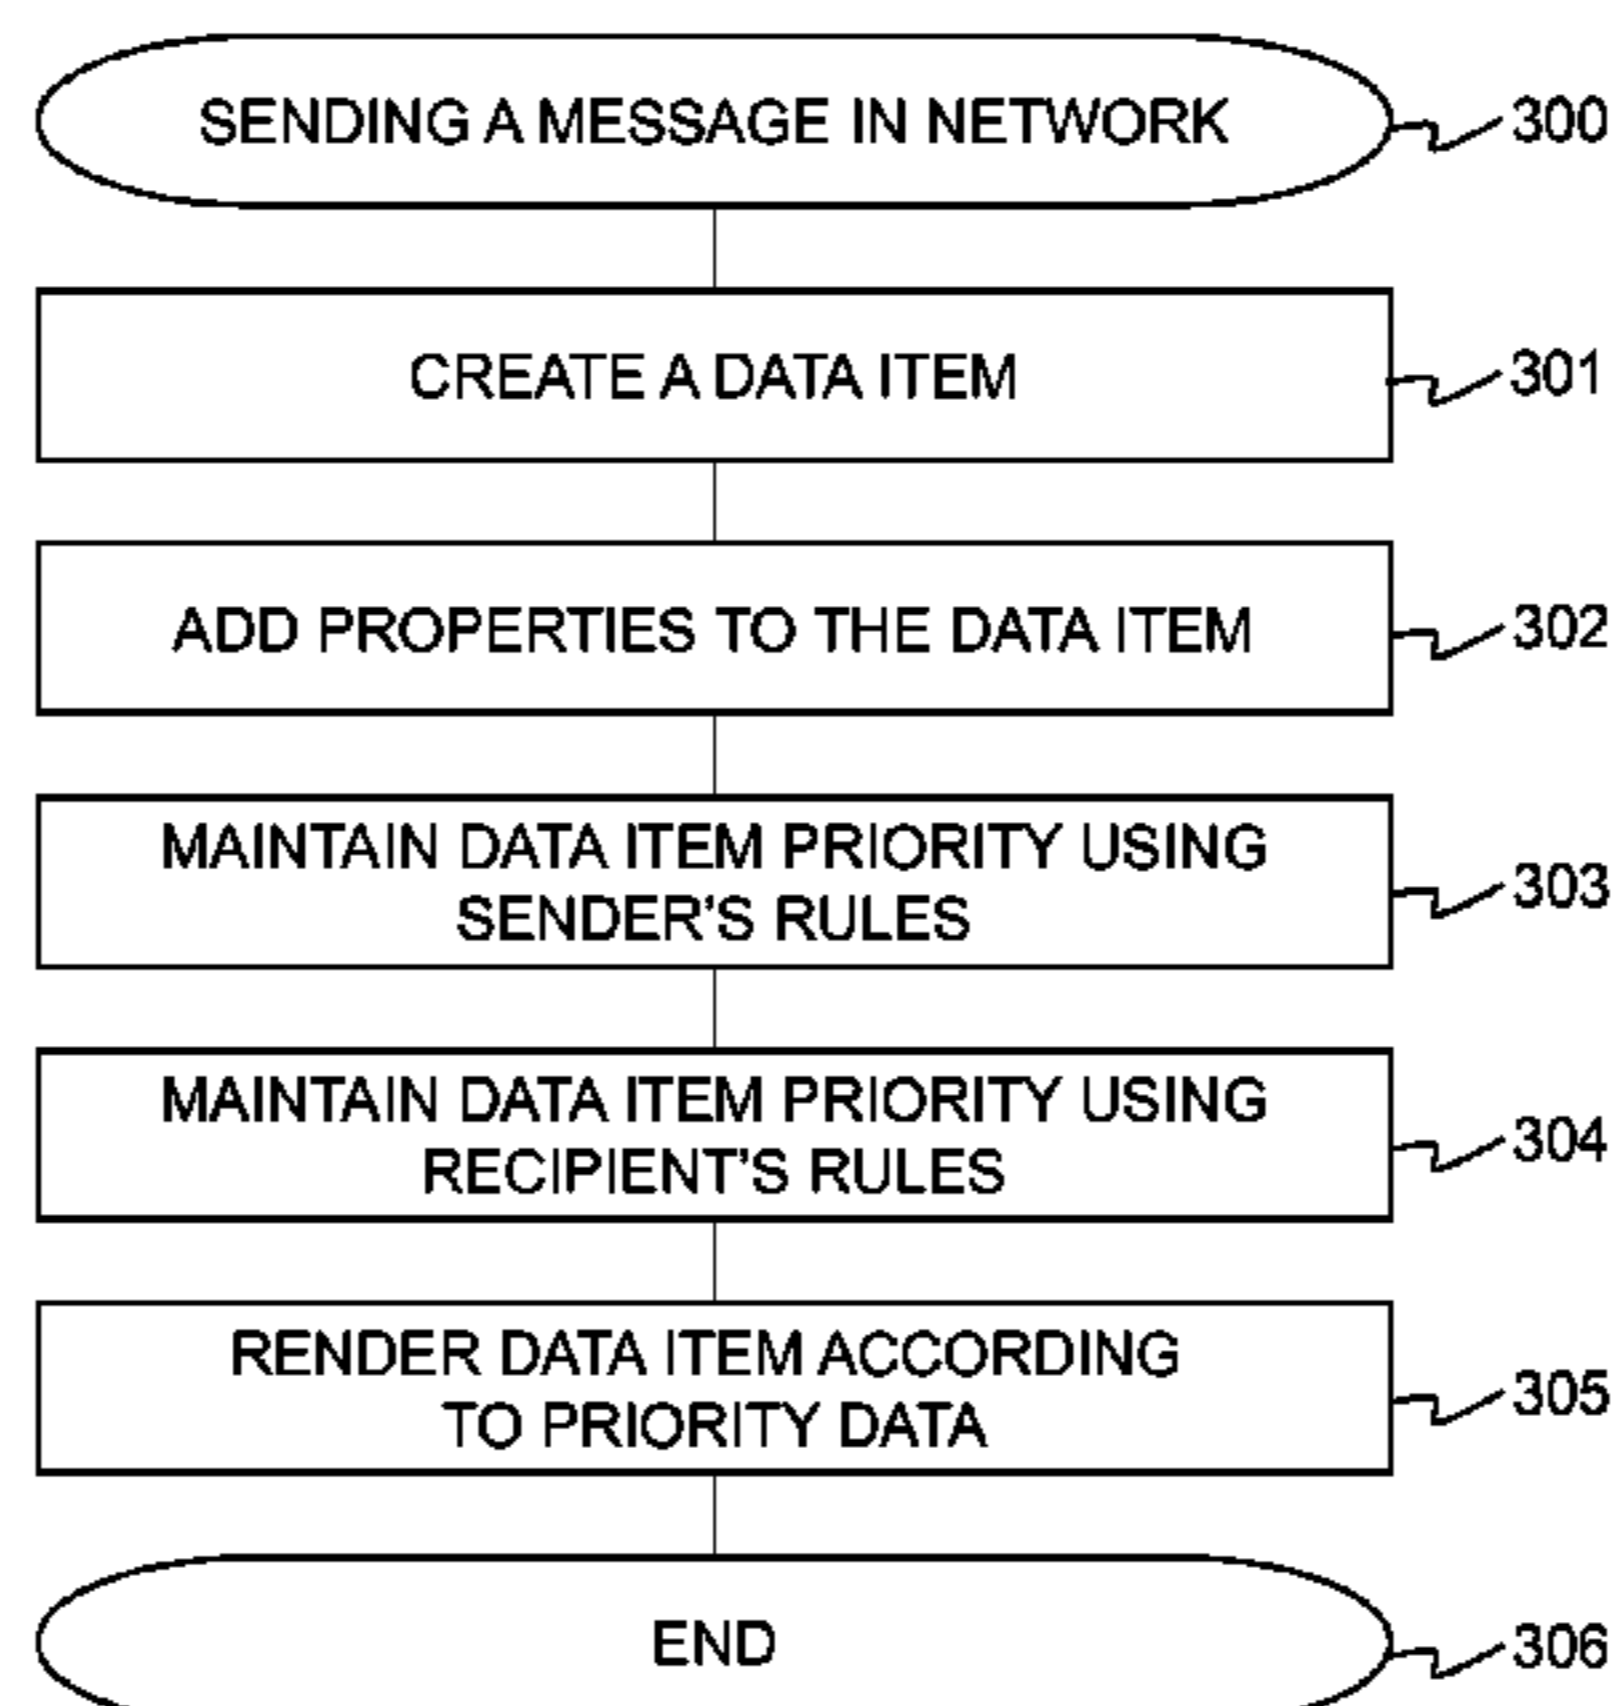 SENDING A MESSAGE IN NETWORK
300
CREATE A DATA ITEM
301
ADD PROPERTIES TO THE DATA ITEM
302
MAINTAIN DATA ITEM PRIORITY USING
SENDER'S RULES
303
MAINTAIN DATA ITEM PRIORITY USING
RECIPIENT'S RULES
304
RENDER DATA ITEM ACCORDING
TO PRIORITY DATA
305
END
306